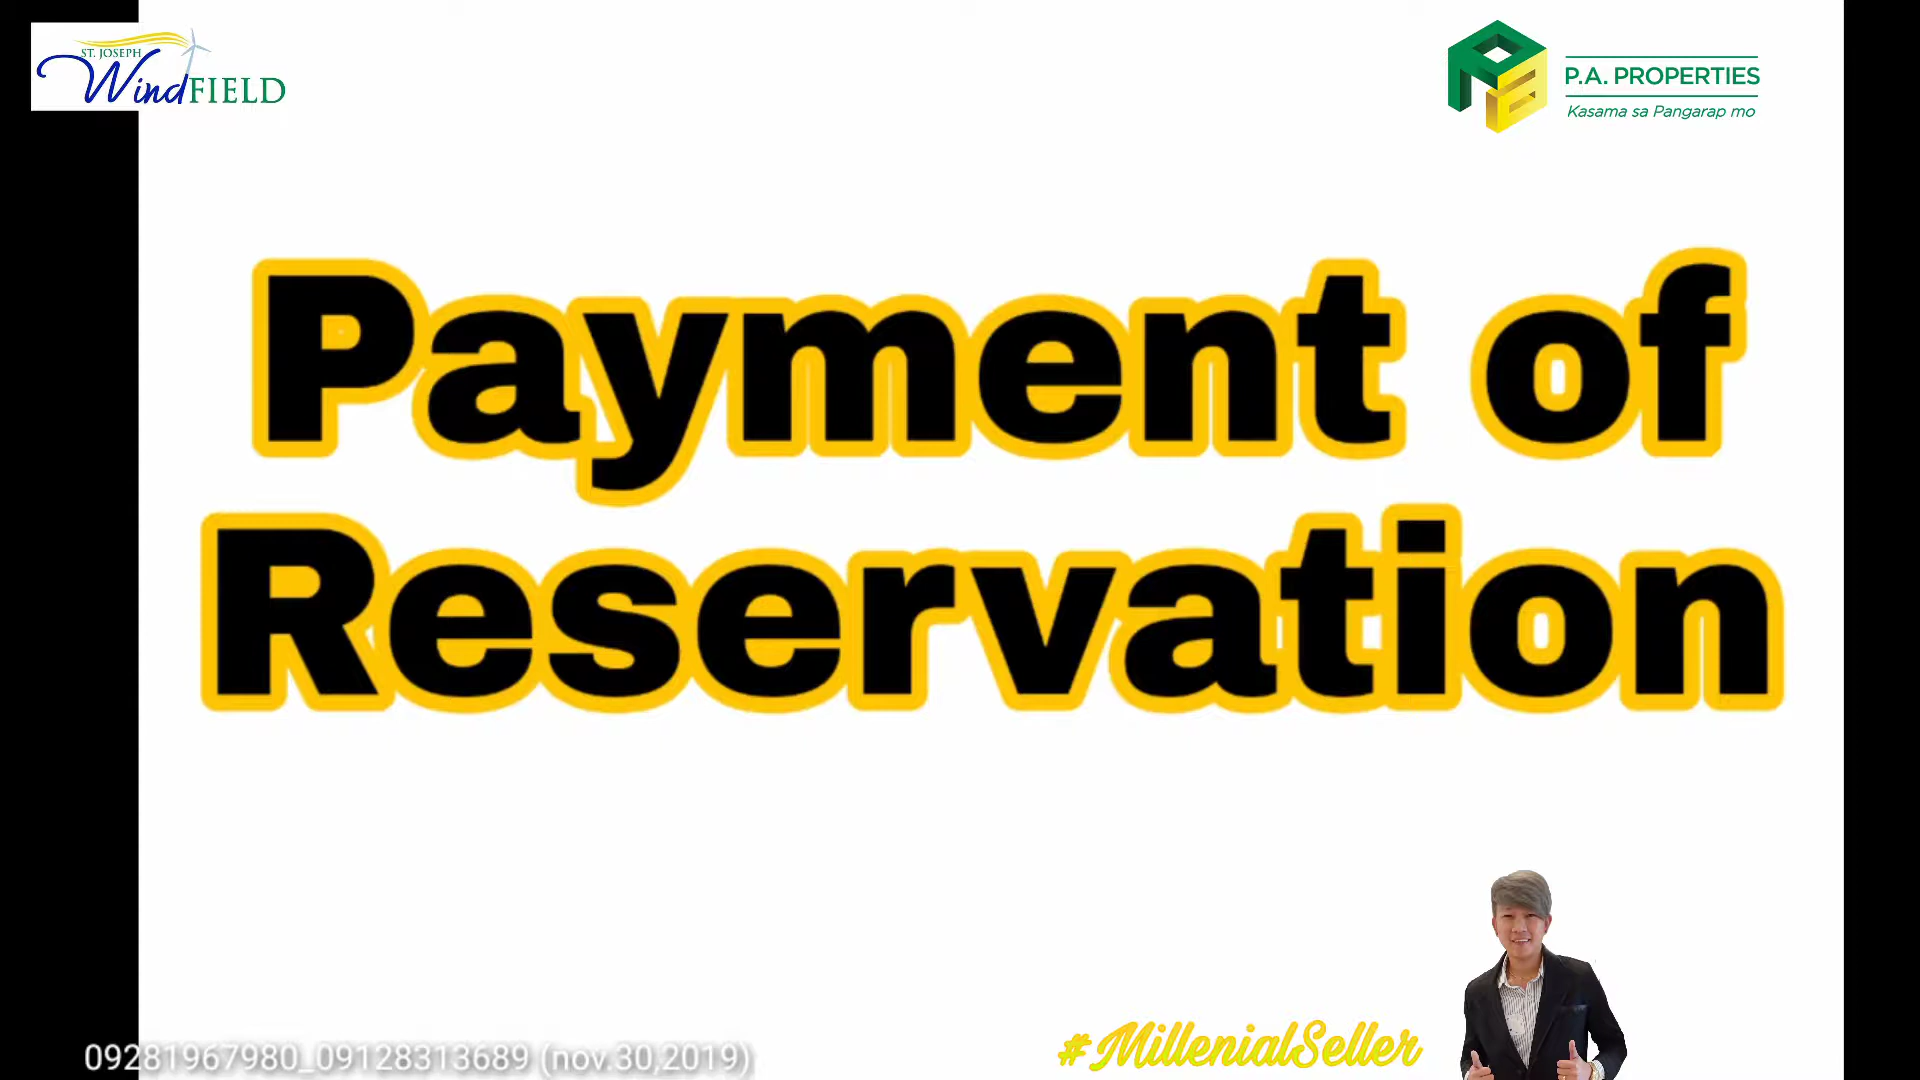 ST. JOSEPH
WindFIELD
P.A. PROPERTIES
Kasama sa Pangarap mo
Payment of
Reservation
#MillenialSeller
09281967980_09128313689 (nov.30,2019)